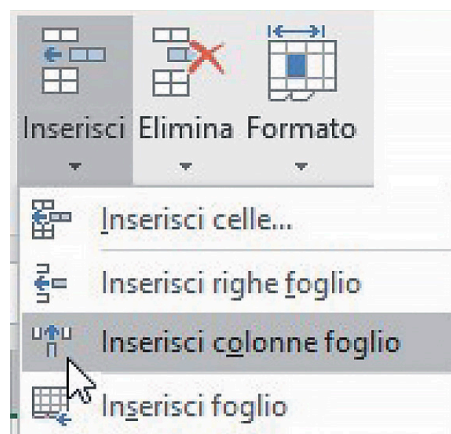 Inserisci Elimina Formato
Inserisci celle...
Inserisci righe foglio
Inserisci colonne foglio
Inserisci foglio